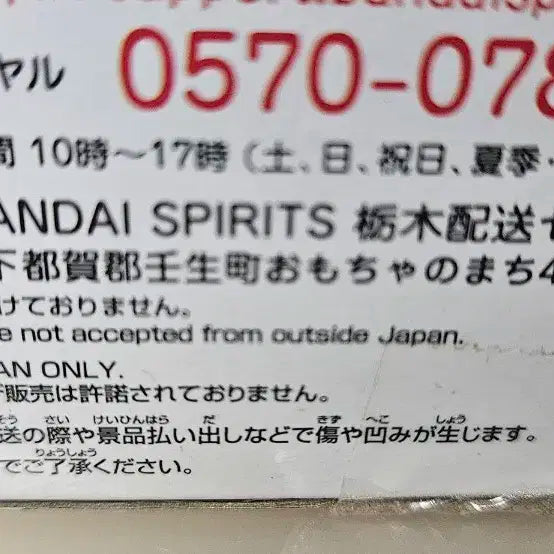 ヤル 0570-078
間 10時～17時（土、日、祝日、夏季・
ANDAI SPIRITS 栃木配送セ
下都賀郡壬生町おもちゃのまち4
けておりません。
e not accepted from outside Japan.
AN ONLY.
販売は許諾されておりません。
送の際や景品払い出しなどで傷や凹みが生じます。
でご了承ください。